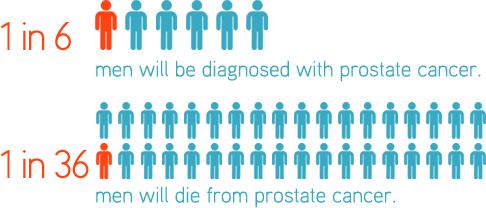 1 in 6
men will be diagnosed with prostate cancer.
1 in 36
men will die from prostate cancer.